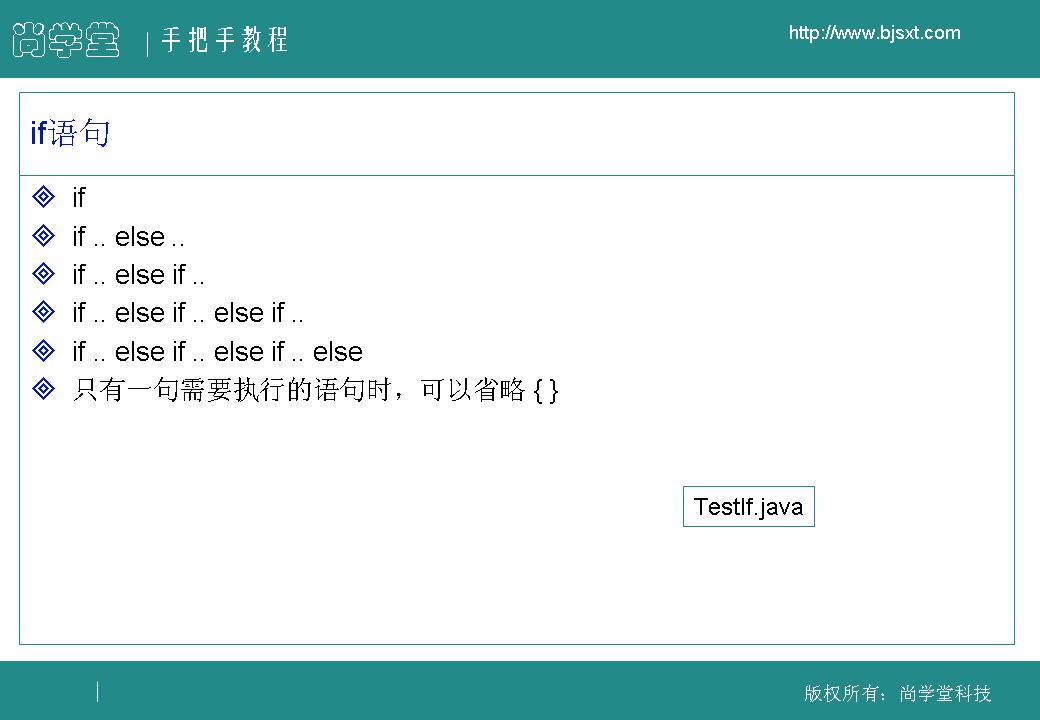 尚学堂 手把手教程
http://www.bjsxt.com
if语句
if
if .. else ..
if .. else if ..
if .. else if .. else if ..
if .. else if .. else if .. else
只有一句需要执行的语句时，可以省略 { }
TestIf.java
版权所有：尚学堂科技